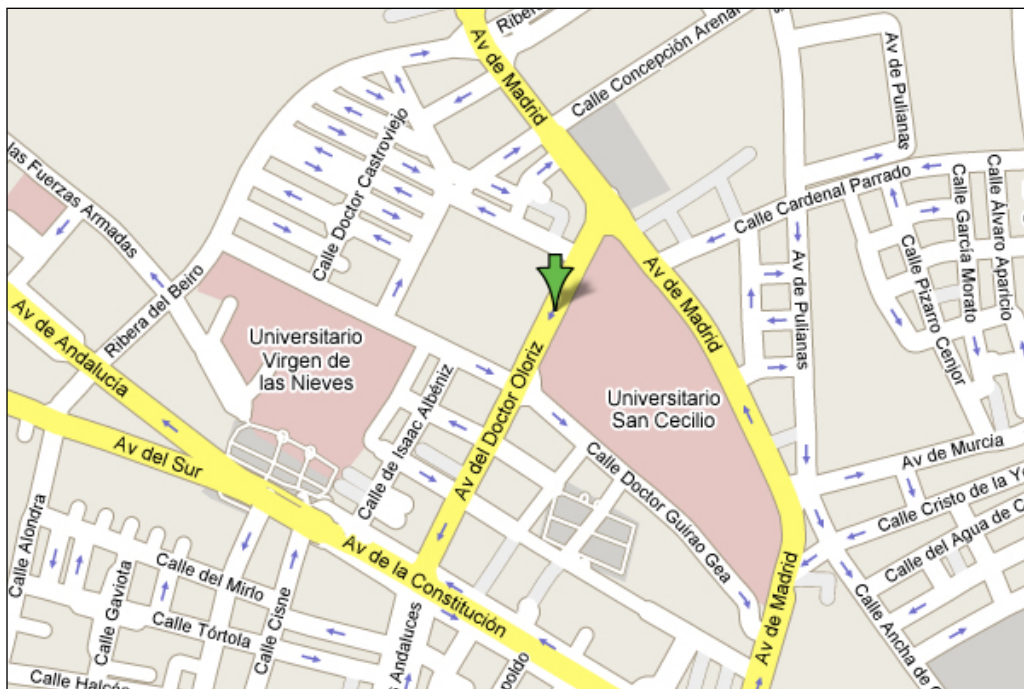 Ribera
Av de Madrid
Calle Concepción Arenal
Av de Pulianas
las Fuerzas Armadas
Calle Doctor Castroviejo
Calle Cardenal Parrado
Calle García Morato
Calle Álvaro Aparicio
Ribera del Beiro
Av de Madrid
Av de Pulianas
Calle Pizarro Cenjor
Av de Andalucía
Universitario
Virgen de
las Nieves
Av del Doctor Oloriz
Universitario
San Cecilio
Calle de Isaac Albéniz
Av del Sur
Av de Murcia
Calle Doctor Guirao Gea
Calle Cristo de la Ye
Calle Alondra
Calle del Agua de C
Av de la Constitución
Calle del Mirlo
Calle Gaviota
Calle Cisne
Calle Tórtola
Av de Madrid
Calle Ancha de
s Andaluces
opoldo